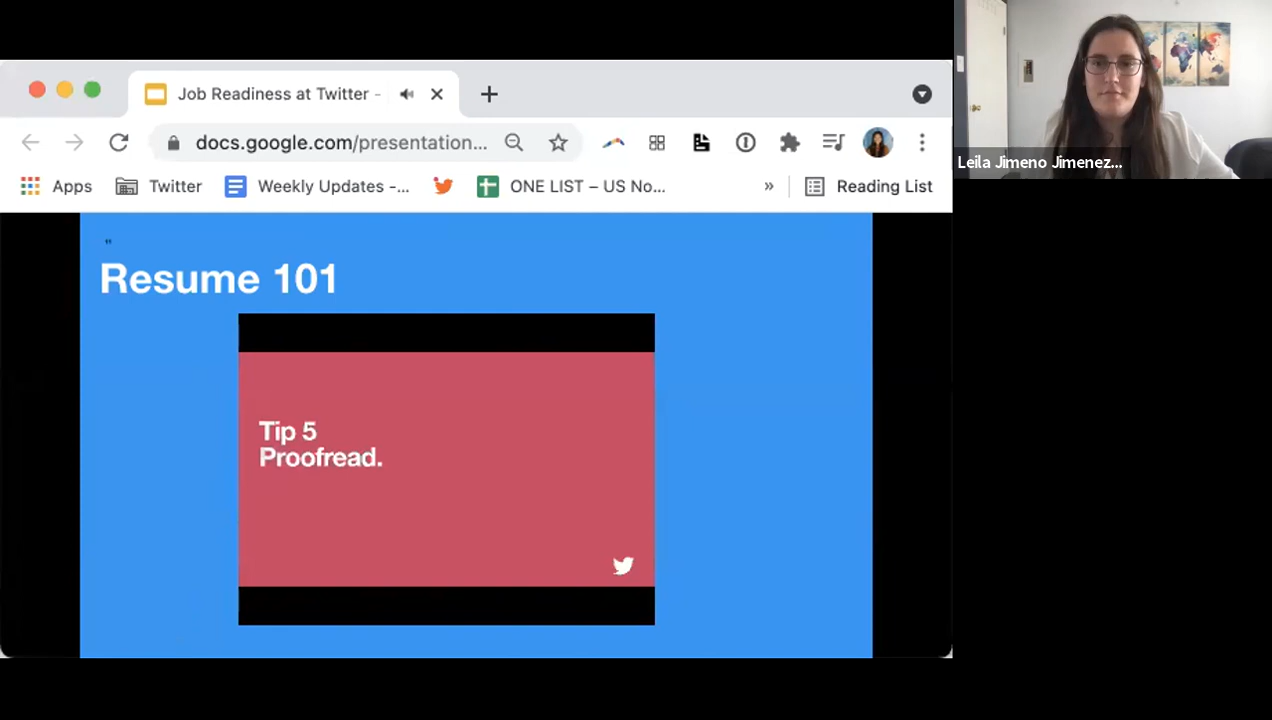 Job Readiness at Twitter -
docs.google.com/presentation...
Apps
Twitter
Weekly Updates -...
ONE LIST – US No...
»
Reading List
Leila Jimeno Jimenez...
"
Resume 101
Tip 5
Proofread.